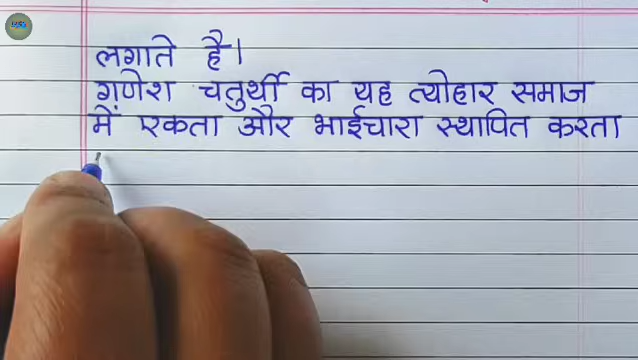 लगाते है।
गणेश चतुर्थी का यह त्योहार समाज
में एकता और भाईचारा स्थापित करता